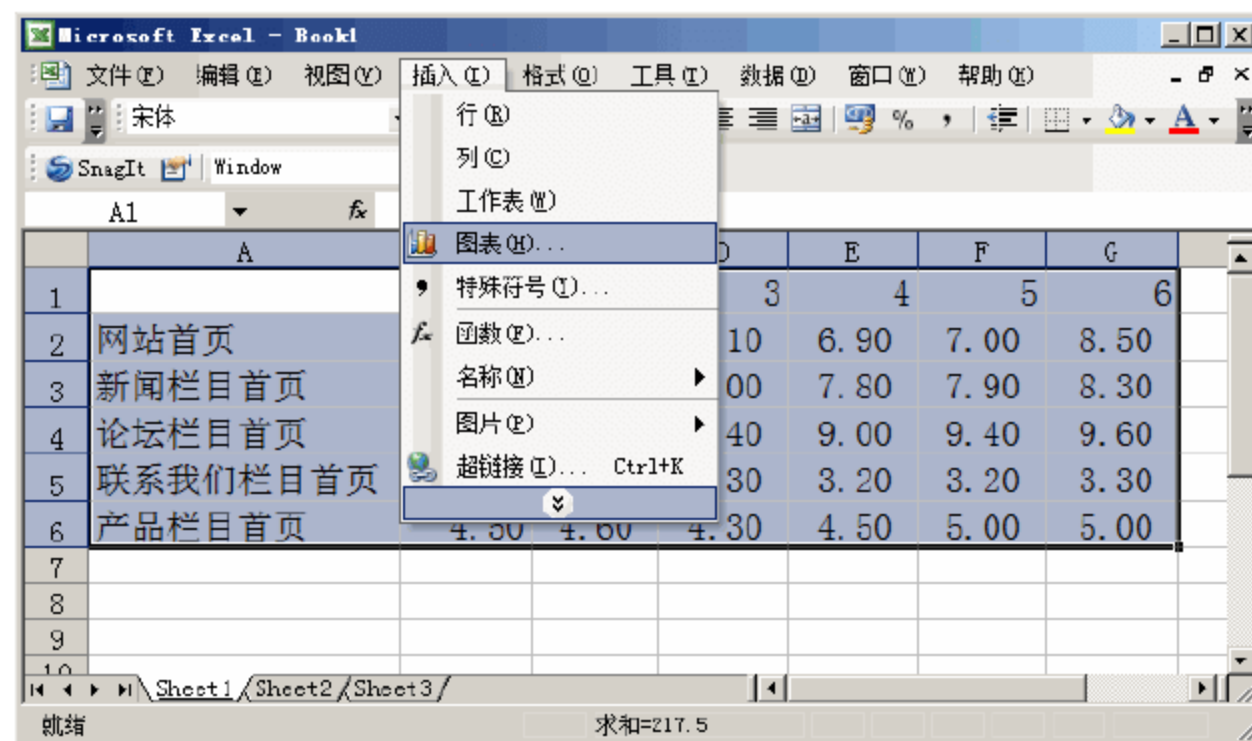 Microsoft Excel - Book1
文件(F) 编辑(E) 视图(V) 插入(I) 格式(O) 工具(T) 数据(D) 窗口(W) 帮助(H)
宋体
行(R)
% ,
A
列(C)
SnagIt Window
工作表(W)
A1 fx
图表(H)...
A E F G
特殊符号(Y)...
1 3 4 5 6
函数(F)...
2 网站首页 10 6.90 7.00 8.50
名称(N)
3 新闻栏目首页 00 7.80 7.90 8.30
图片(P)
4 论坛栏目首页 40 9.00 9.40 9.60
超链接(I)... Ctrl+K
5 联系我们栏目首页 30 3.20 3.20 3.30
6 产品栏目首页 4.50 4.60 4.30 4.50 5.00 5.00
7
8
9
10
Sheet1 Sheet2 Sheet3
就绪 求和=217.5